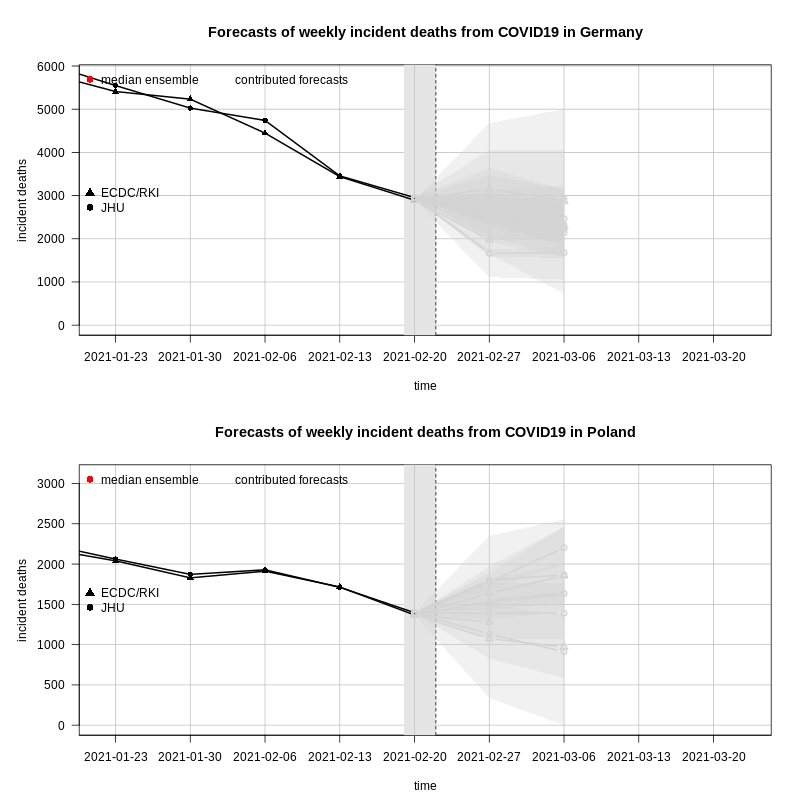 Forecasts of weekly incident deaths from COVID19 in Germany
6000
median ensemble contributed forecasts
5000
4000
ECDC/RKI
3000
JHU
2000
1000
0
incident deaths
2021-01-23 2021-01-30 2021-02-06 2021-02-13 2021-02-20 2021-02-27 2021-03-06 2021-03-13 2021-03-20
time
Forecasts of weekly incident deaths from COVID19 in Poland
median ensemble contributed forecasts
3000
2500
2000
ECDC/RKI
1500
JHU
1000
500
0
incident deaths
2021-01-23 2021-01-30 2021-02-06 2021-02-13 2021-02-20 2021-02-27 2021-03-06 2021-03-13 2021-03-20
time